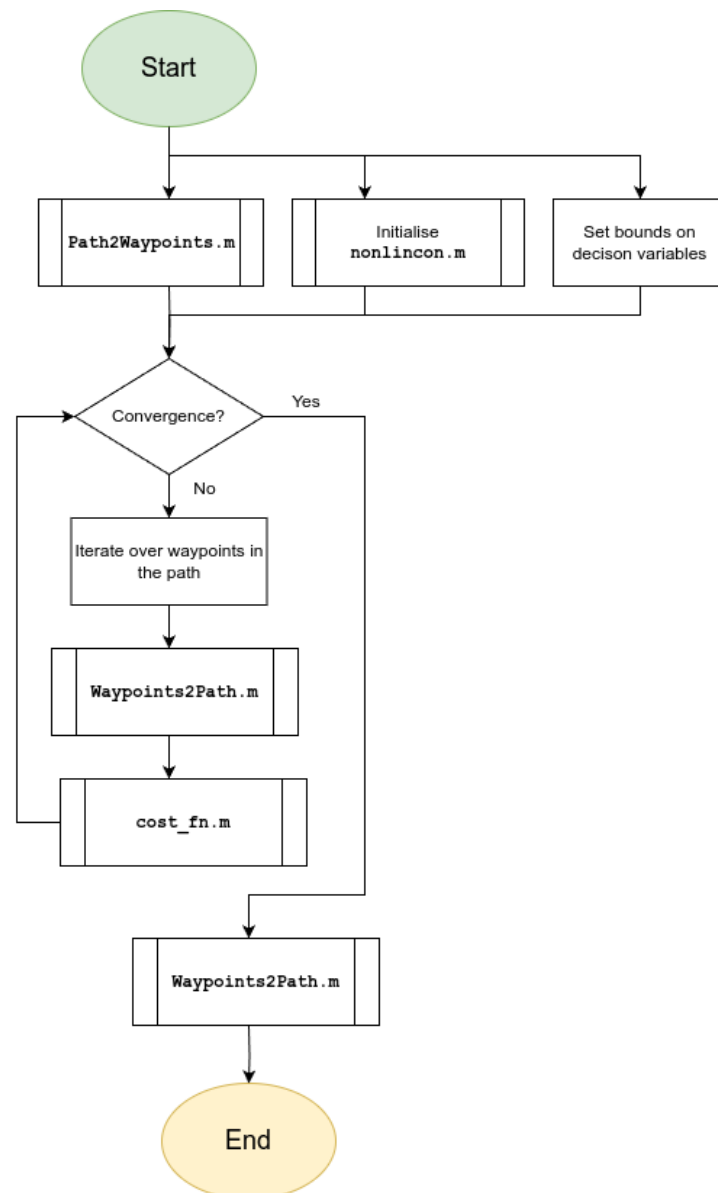 Start
Path2Waypoints.m
Initialise
nonlincon.m
Set bounds on
decison variables
Convergence?
Yes
No
Iterate over waypoints in
the path
Waypoints2Path.m
cost_fn.m
Waypoints2Path.m
End